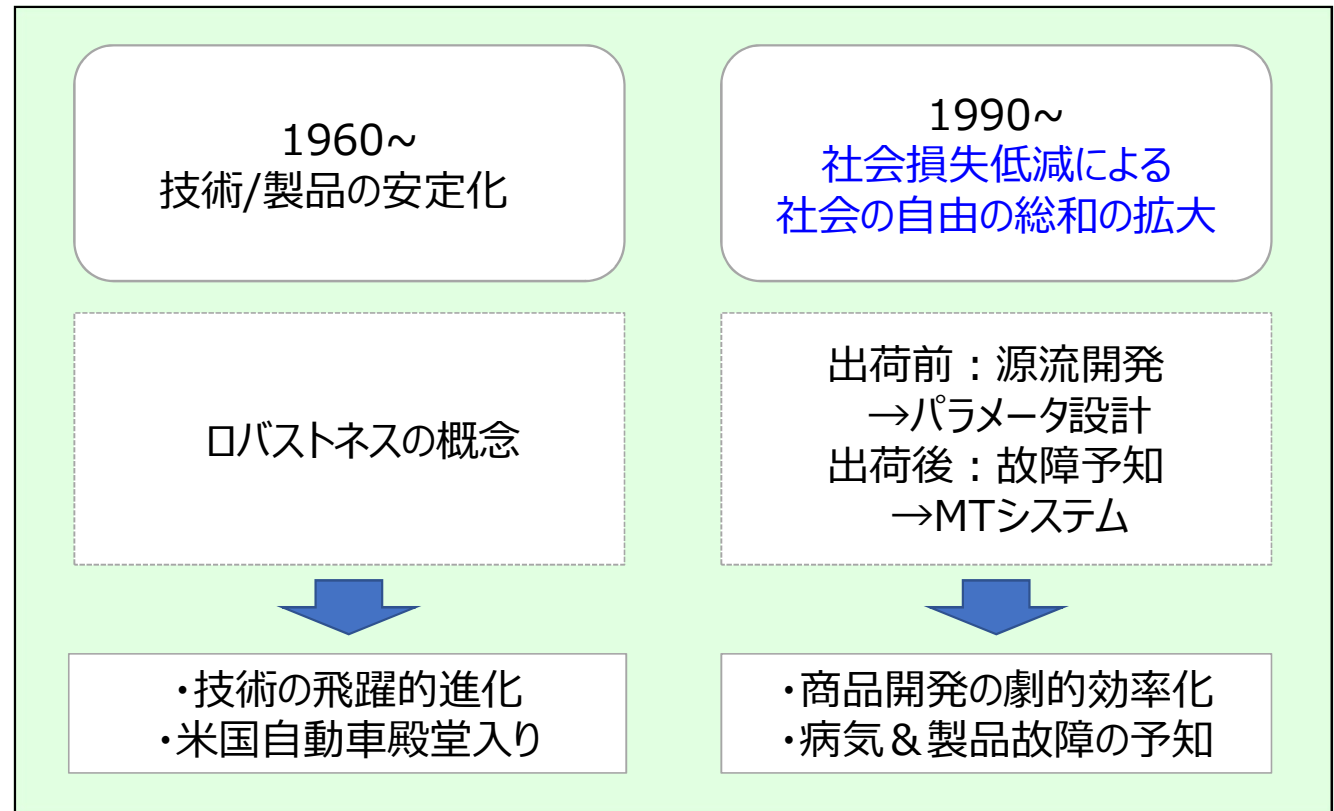 1960~
技術/製品の安定化
ロバストネスの概念
・技術の飛躍的進化
・米国自動車殿堂入り
1990~
社会損失低減による
社会の自由の総和の拡大
出荷前：源流開発
→パラメータ設計
出荷後：故障予知
→MTシステム
・商品開発の劇的効率化
・病気＆製品故障の予知